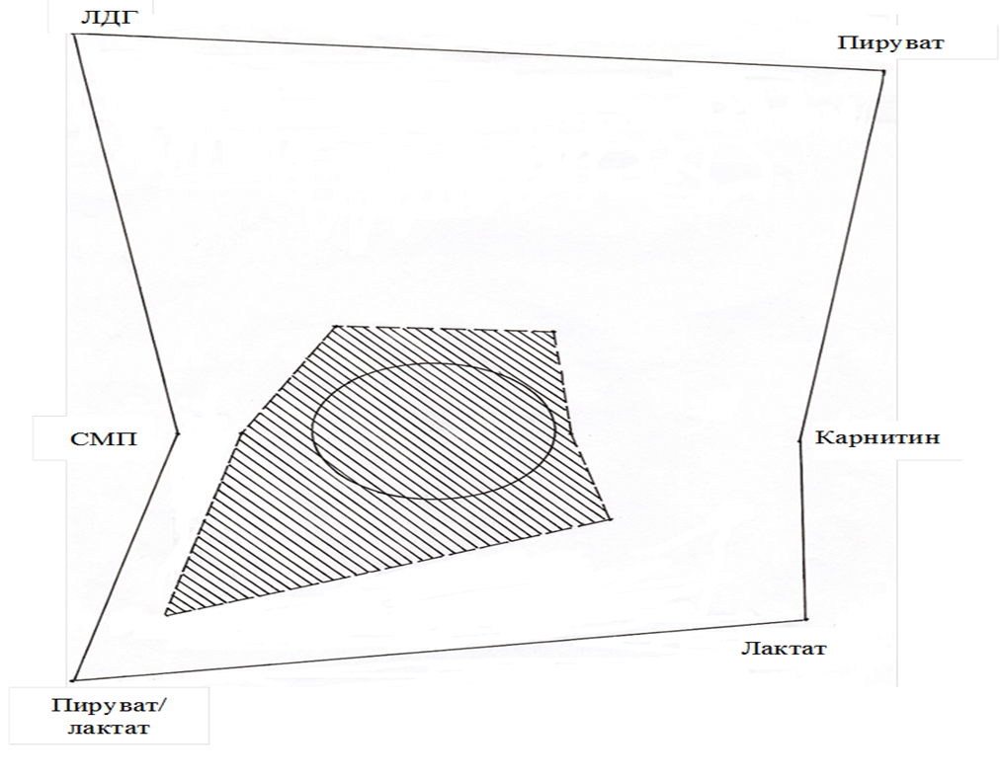 ЛДГ
Пируват
СМП
Карнитин
Лактат
Пируват/
лактат